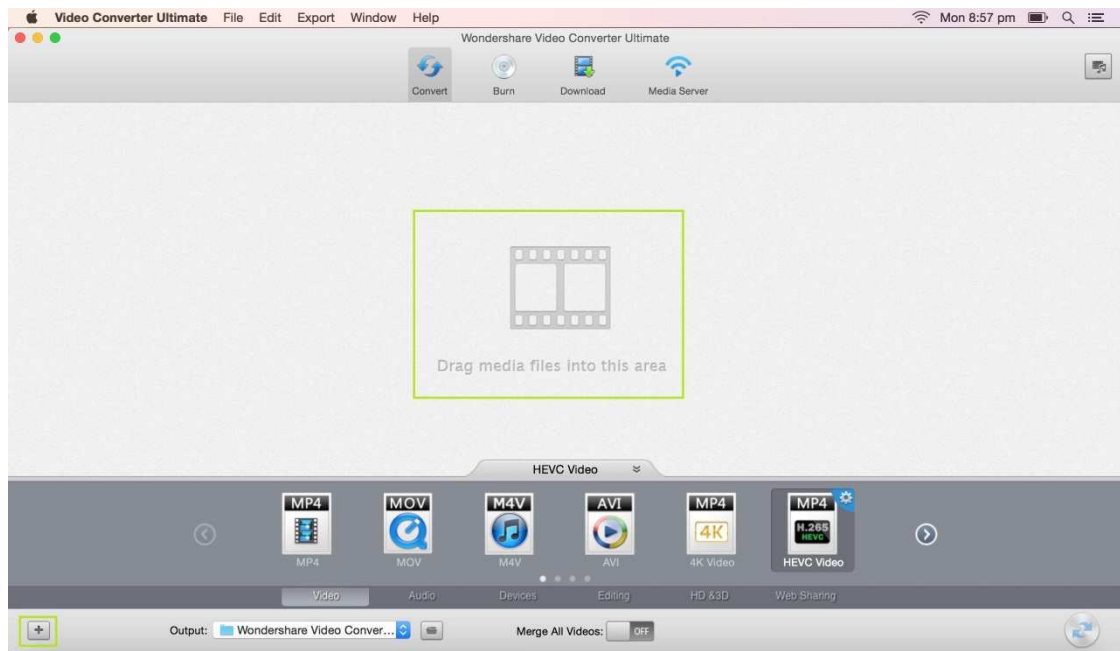 Video Converter Ultimate File Edit Export Window Help Mon 8:57 pm
Wondershare Video Converter Ultimate
Convert Burn Download Media Server
Drag media files into this area
HEVC Video
MP4 MOV M4V AVI MP4 MP4
4K H.265
HEVC
MP4 MOV M4V AVI 4K Video HEVC Video
Video Audio Devices Editing HD &3D Web Sharing
Output: Wondershare Video Conver... Merge All Videos: OFF